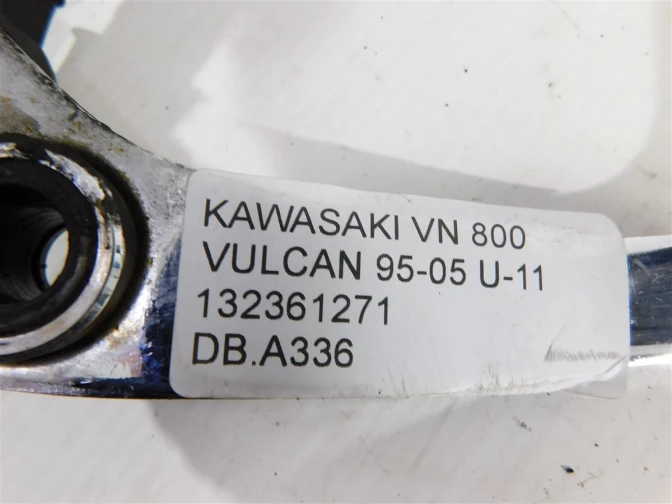 KAWASAKI VN 800
VULCAN 95-05 U-11
132361271
DB.A336